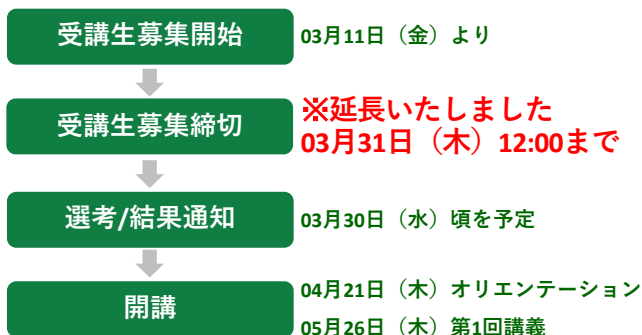 受講生募集開始
03月11日（金）より
受講生募集締切
※延長いたしました
03月31日（木）12:00まで
選考/結果通知
03月30日（水）頃を予定
開講
04月21日（木）オリエンテーション
05月26日（木）第1回講義